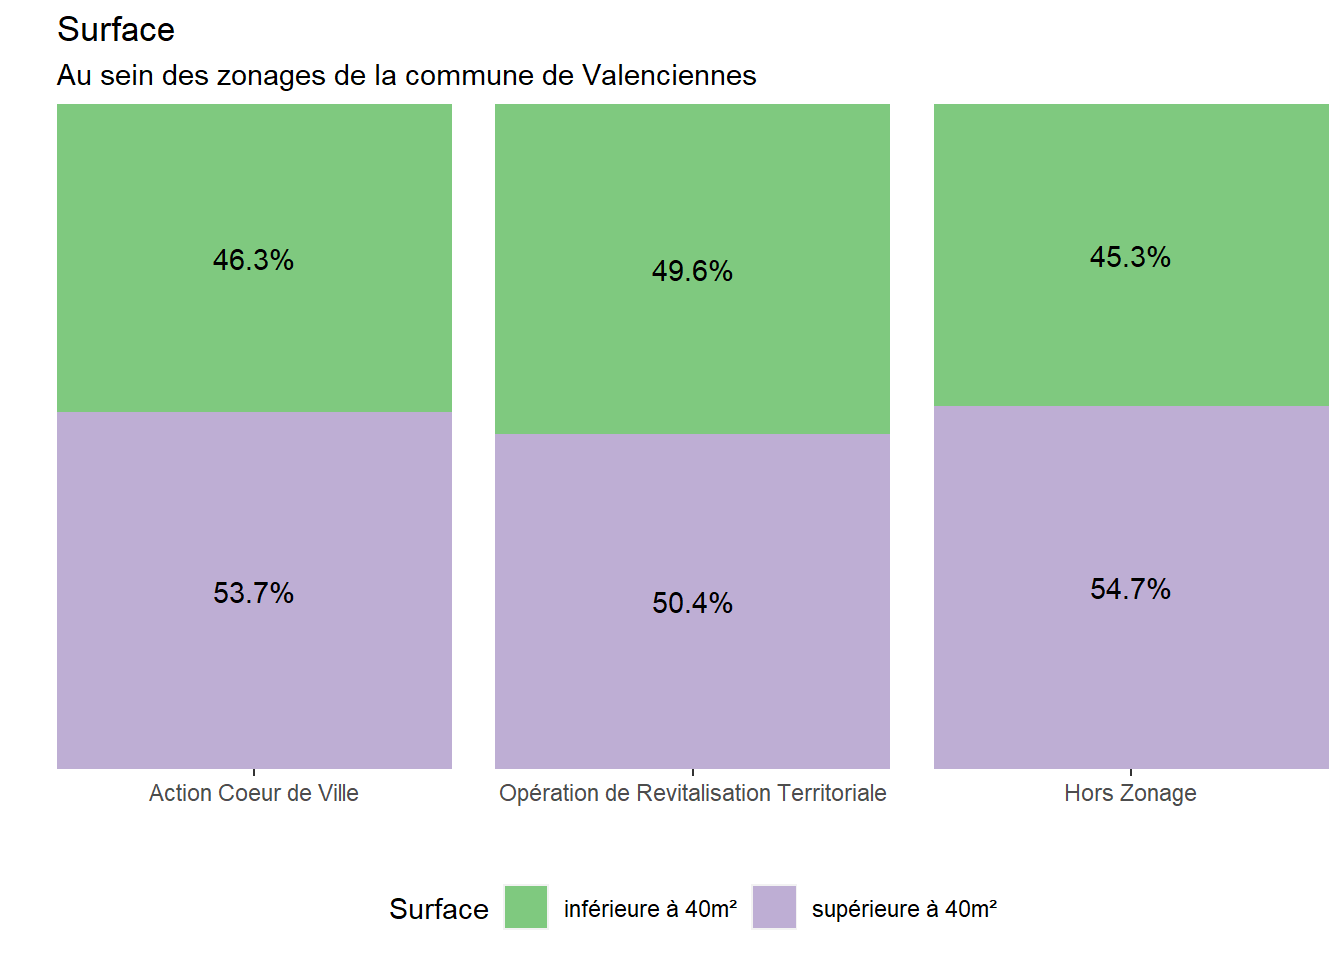 Surface
Au sein des zonages de la commune de Valenciennes
46.3%
49.6%
45.3%
53.7%
50.4%
54.7%
Action Coeur de Ville
Opération de Revitalisation Territoriale
Hors Zonage
Surface
inférieure à 40m²
supérieure à 40m²